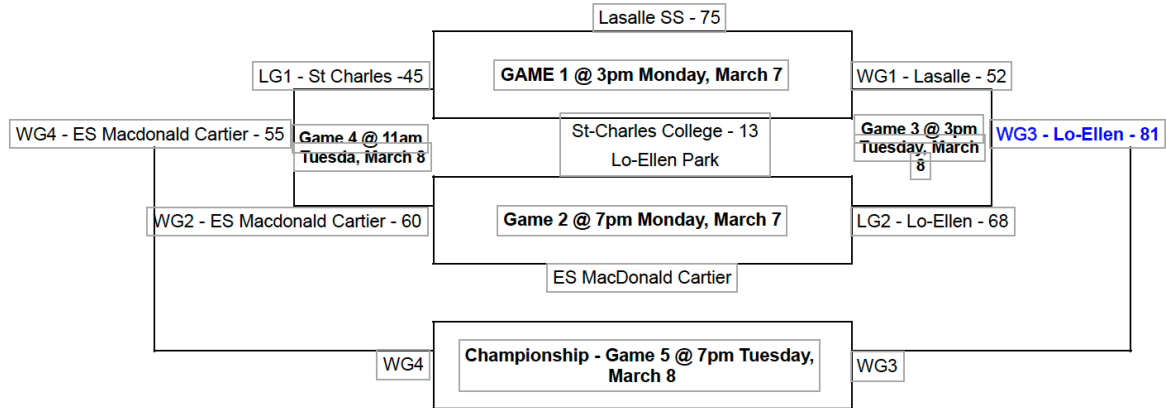 Lasalle SS - 75
LG1 - St Charles -45
GAME 1 @ 3pm Monday, March 7
WG1 - Lasalle - 52
WG4 - ES Macdonald Cartier - 55
Game 4 @ 11am
Tuesda, March 8
St-Charles College - 13
Lo-Ellen Park
Game 3 @ 3pm
Tuesday, March
8
WG3 - Lo-Ellen - 81
WG2 - ES Macdonald Cartier - 60
Game 2 @ 7pm Monday, March 7
LG2 - Lo-Ellen - 68
ES MacDonald Cartier
WG4
Championship - Game 5 @ 7pm Tuesday,
March 8
WG3